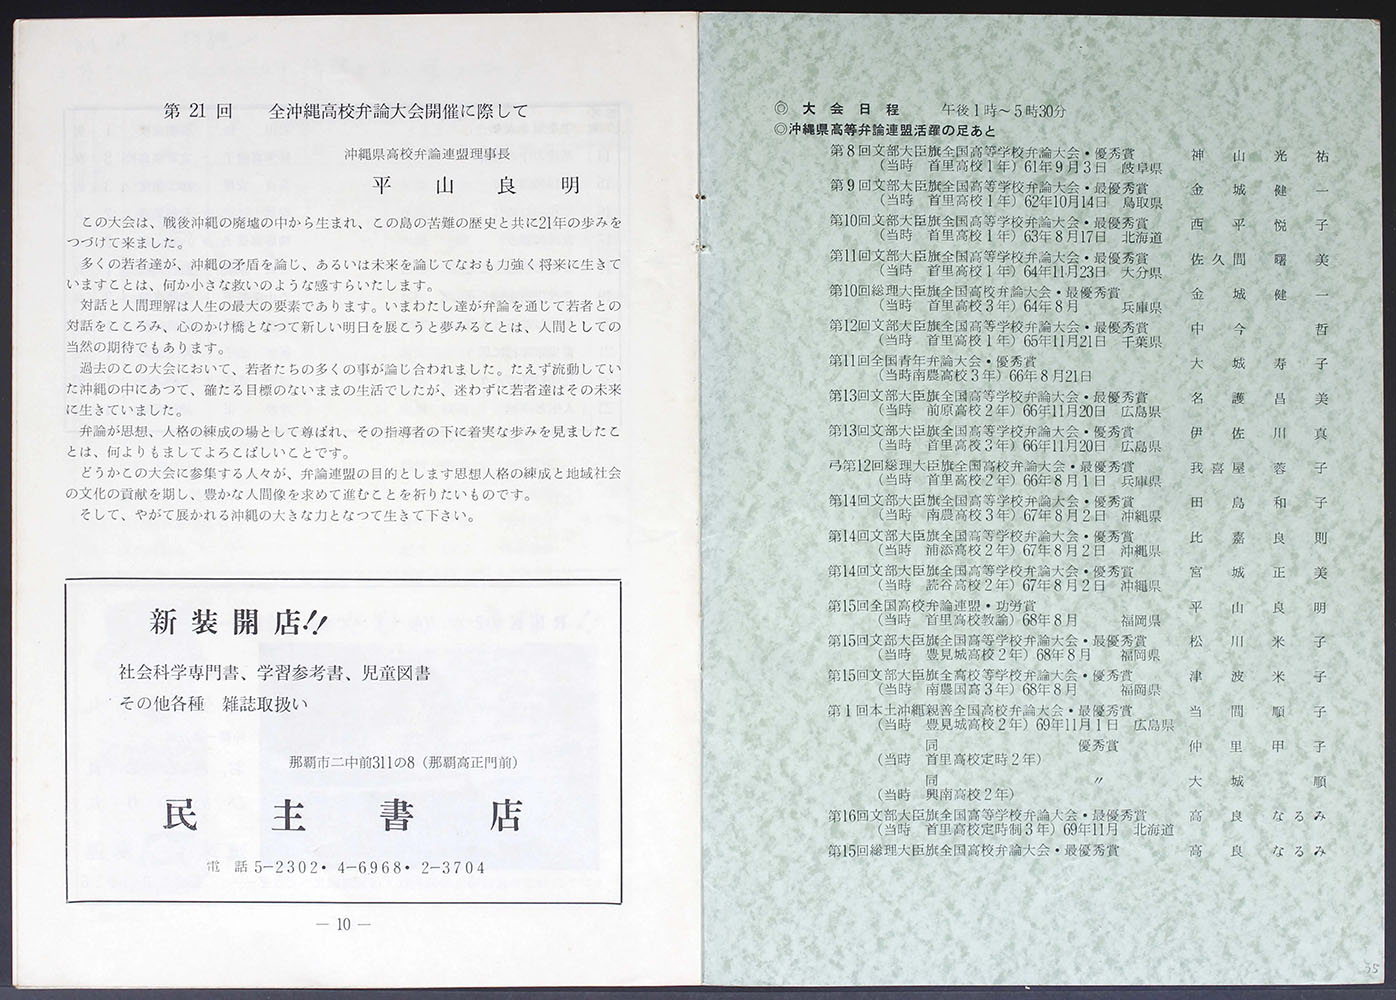 第21回　全沖縄高校弁論大会開催に際して
沖縄県高校弁論連盟理事長
平山良明
この大会は、戦後沖縄の廃墟の中から生まれ、この島の苦難の歴史と共に21年の歩みを
つづけて来ました。
多くの若者達が、沖縄の矛盾を論じ、あるいは未来を論じてなおも力強く将来に生きて
いますことは、何か小さな救いのような感すらいたします。
対話と人間理解は人生の最大の要素であります。いまわたし達が弁論を通じて若者との
対話をこころみ、心のかけ橋となつて新しい明日を展こうと夢みることは、人間としての
当然の期待でもあります。
過去のこの大会において、若者たちの多くの事が論じ合われました。たえず流動してい
た沖縄の中にあつて、確たる目標のないままの生活でしたが、迷わずに若者達はその未来
に生きていました。
弁論が思想、人格の練成の場として尊ばれ、その指導者の下に着実な歩みを見ましたこ
とは、何よりもましてよろこばしいことです。
どうかこの大会に参集する人々が、弁論連盟の目的とします思想人格の練成と地域社会
の文化の貢献を期し、豊かな人間像を求めて進むことを祈りたいものです。
そして、やがて展かれる沖縄の大きな力となつて生きて下さい。
新装開店!!
社会科学専門書、学習参考書、児童図書
その他各種　雑誌取扱い
那覇市二中前311の8（那覇高正門前）
民主書店
電話5−2302・4−6968・2−3704
― 10 ―
◎大会日程　午後1時〜5時30分
◎沖縄県高等弁論連盟活躍の足あと
第8回文部大臣旗全国高等学校弁論大会・優秀賞　神山光祐
（当時　首里高校1年）61年9月3日　岐阜県
第9回文部大臣旗全国高等学校弁論大会・最優秀賞　金城健一
（当時　首里高校1年）62年10月14日　鳥取県
第10回文部大臣旗全国高等学校弁論大会・最優秀賞　西平悦子
（当時　首里高校1年）63年8月17日　北海道
第11回文部大臣旗全国高等学校弁論大会・最優秀賞　佐久間曙美
（当時　首里高校1年）64年11月23日　大分県
第10回総理大臣旗全国高校弁論大会・最優秀賞　金城健一
（当時　首里高校3年）64年8月　兵庫県
第12回文部大臣旗全国高等学校弁論大会・最優秀賞　中今哲
（当時　首里高校1年）65年11月21日　千葉県
第11回全国青年弁論大会・優秀賞　大城寿子
（当時南農高校3年）66年8月21日
第13回文部大臣旗全国高等学校弁論大会・最優秀賞　名護昌美
（当時　前原高校2年）66年11月20日　広島県
第13回文部大臣旗全国高等学校弁論大会・最優秀賞　伊佐川真
（当時　首里高校3年）66年11月20日　広島県
弓第12回総理大臣旗全国高校弁論大会・最優秀賞　我喜屋蓉子
（当時　首里高校2年）66年8月1日　兵庫県
第14回文部大臣旗全国高等学校弁論大会・優秀賞　田島和子
（当時　南農高校3年）67年8月2日　沖縄県
第14回文部大臣旗全国高等学校弁論大会・優秀賞　比嘉良則
（当時　浦添高校2年）67年8月2日　沖縄県
第14回文部大臣旗全国高等学校弁論大会・優秀賞　宮城正美
（当時　読谷高校2年）67年8月2日　沖縄県
第15回全国高校弁論連盟・功労賞　平山良明
（当時　首里高校教諭）68年8月　福岡県
第15回文部大臣旗全国高等学校弁論大会・最優秀賞　松川米子
（当時　豊見城高校2年）68年8月　福岡県
第15回文部大臣旗全高校等学校弁論大会・優秀賞　津波米子
（当時　南農国高3年）68年8月　福岡県
第1回本土沖縄親善全国高校弁論大会・最優秀賞　当間順子
（当時　豊見城高校2年）69年11月1日　広島県
同　優秀賞　仲里甲子
（当時　首里高校定時2年）
同　〃　大城順
（当時　興南高校2年）
第16回文部大臣旗全国高等学校弁論大会・最優秀賞　高良なるみ
（当時　首里高校定時制3年）69年11月　北海道
第15回総理大臣旗全国高校弁論大会・最優秀賞　高良なるみ
55